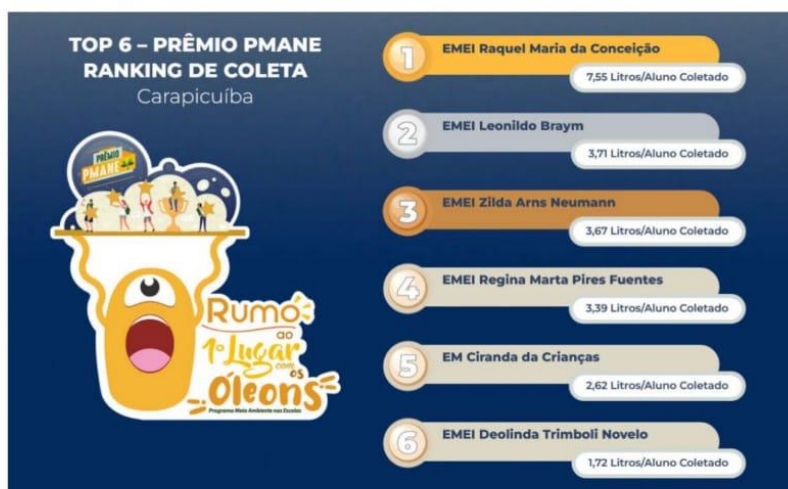 TOP 6 – PRÊMIO PMANE
RANKING DE COLETA
Carapicuíba
PRÊMIO
PMANE
Rumo
ao
1º Lugar
com
os
Óleons
Programa Meio Ambiente nas Escolas
1
EMEI Raquel Maria da Conceição
7,55 Litros/Aluno Coletado
2
EMEI Leonildo Braym
3,71 Litros/Aluno Coletado
3
EMEI Zilda Arns Neumann
3,67 Litros/Aluno Coletado
4
EMEI Regina Marta Pires Fuentes
3,39 Litros/Aluno Coletado
5
EM Ciranda da Crianças
2,62 Litros/Aluno Coletado
6
EMEI Deolinda Trimboli Novelo
1,72 Litros/Aluno Coletado